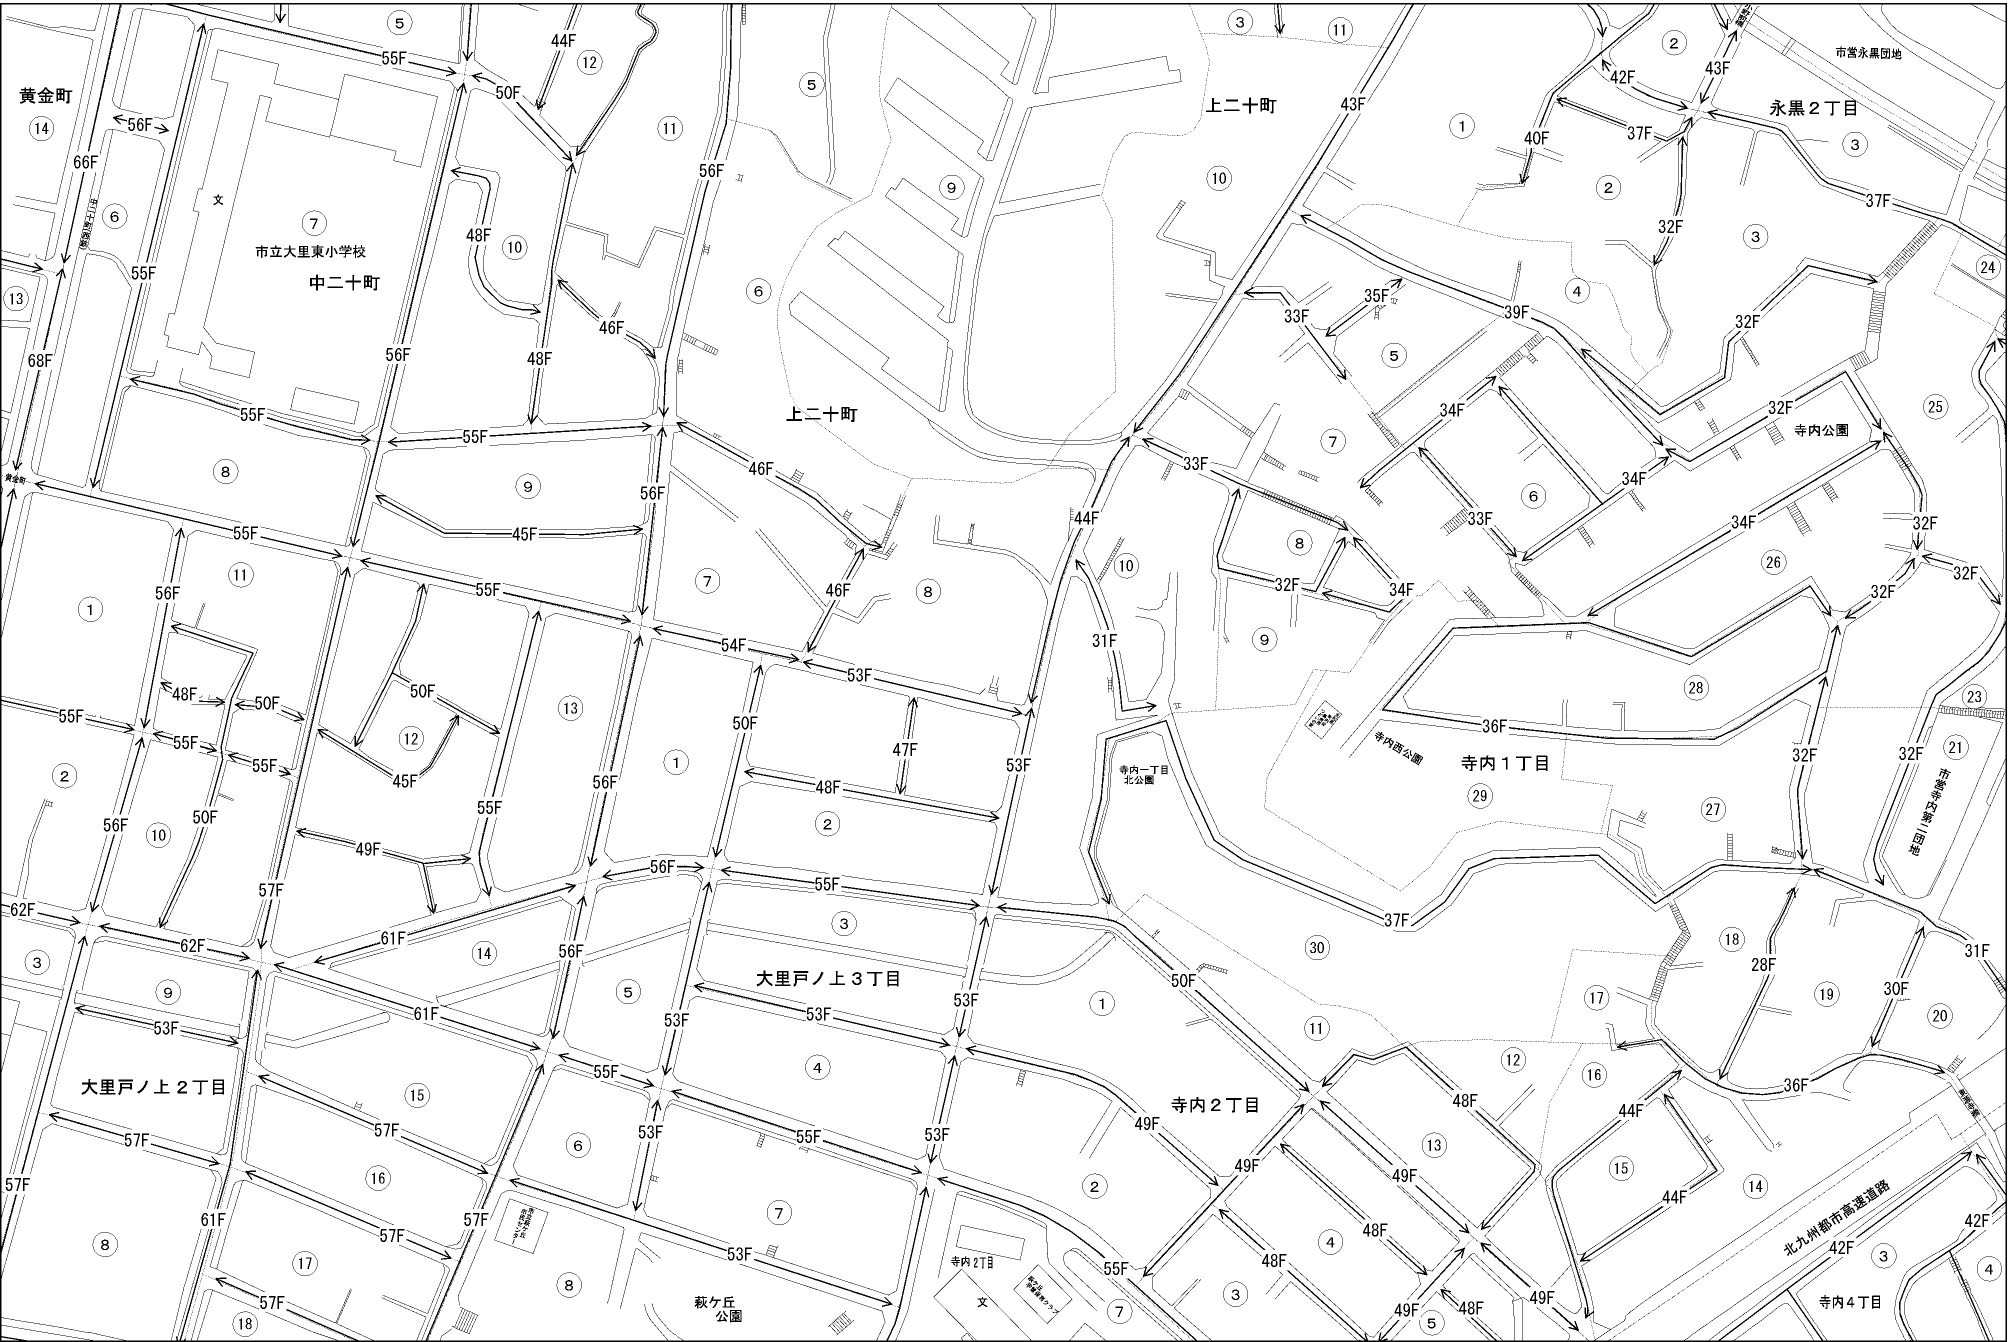 ⑤
55F
44F
⑫
③
⑪
②
市営永黒団地
黄金町
⑭
56F
50F
⑤
43F
上二十町
42F
43F
永黒2丁目
66F
⑪
①
40F
37F
③
文
56F
⑨
⑩
②
⑥
⑦
市立大里東小学校
中二十町
48F
⑩
32F
37F
③
55F
⑬
⑥
④
㉔
46F
33F
35F
39F
32F
68F
56F
48F
⑤
55F
55F
上二十町
34F
32F
㉕
寺内公園
⑧
46F
33F
⑦
黄金町
⑨
56F
⑥
34F
55F
45F
44F
33F
34F
32F
⑧
⑪
55F
⑦
⑩
㉖
①
56F
46F
⑧
32F
34F
32F
32F
54F
31F
⑨
48F
50F
50F
⑬
53F
㉘
㉓
55F
55F
⑫
50F
47F
36F
寺内西公園
寺内1丁目
32F
32F
㉑
②
55F
45F
56F
①
53F
寺内一丁目
北公園
㉙
市営寺内第二団地
56F
⑩
50F
55F
48F
②
㉗
49F
56F
55F
57F
62F
62F
61F
⑭
56F
③
37F
㉚
⑱
28F
31F
③
⑨
大里戸ノ上3丁目
50F
⑤
53F
①
⑰
⑲
30F
⑳
53F
61F
53F
53F
⑪
⑫
⑯
大里戸ノ上2丁目
⑮
55F
④
36F
57F
57F
⑥
53F
55F
53F
49F
寺内2丁目
48F
44F
⑬
⑮
57F
⑯
②
49F
49F
44F
⑭
61F
57F
57F
⑦
④
48F
北九州都市高速道路
42F
⑧
53F
寺内2丁目
48F
42F
③
④
⑰
⑧
55F
57F
萩ケ丘
公園
文
⑦
③
49F
48F
49F
寺内4丁目
⑱
⑤